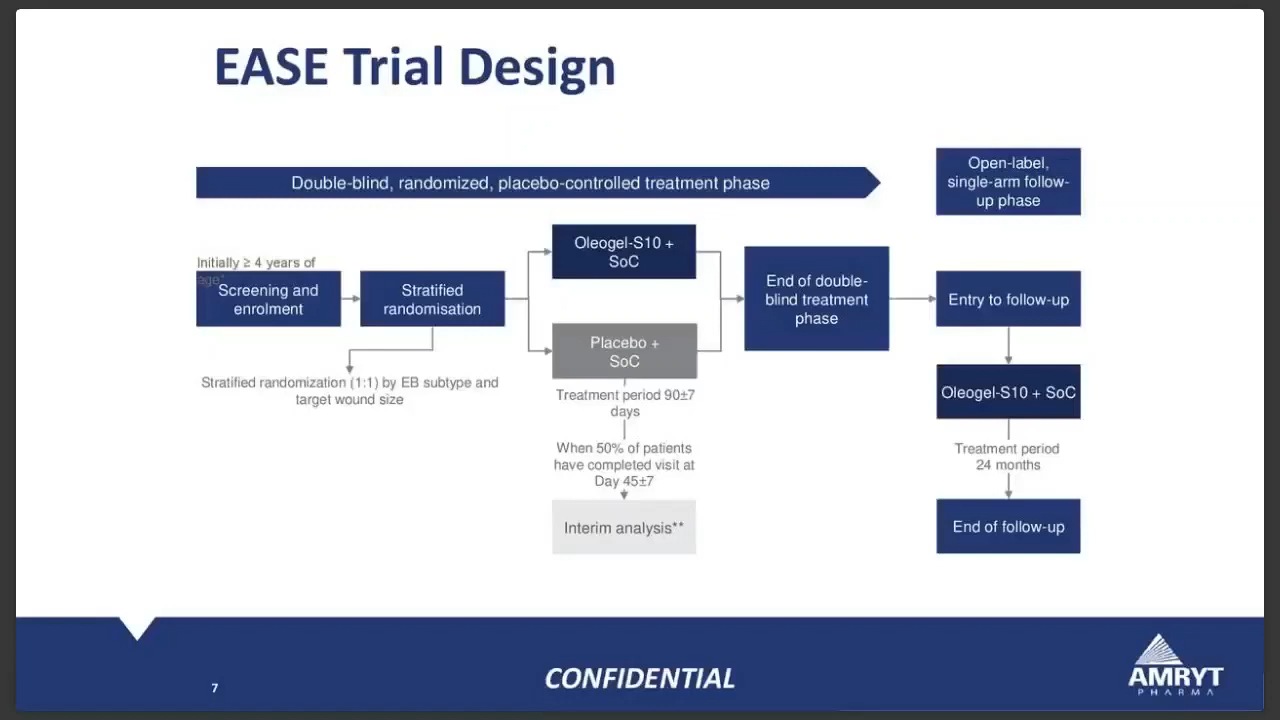 EASE Trial Design
Double-blind, randomized, placebo-controlled treatment phase
Open-label,
single-arm follow-
up phase
Initially ≥ 4 years of
age*
Screening and
enrolment
Stratified
randomisation
Stratified randomization (1:1) by EB subtype and
target wound size
Oleogel-S10 +
SoC
Placebo +
SoC
Treatment period 90±7
days
When 50% of patients
have completed visit at
Day 45±7
Interim analysis**
End of double-
blind treatment
phase
Entry to follow-up
Oleogel-S10 + SoC
Treatment period
24 months
End of follow-up
7
CONFIDENTIAL
AMRYT
PHARMA